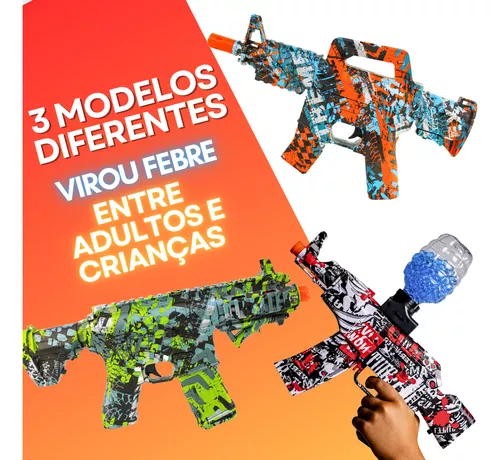 3 MODELOS
DIFERENTES
VIROU FEBRE
ENTRE
ADULTOS E
CRIANÇAS